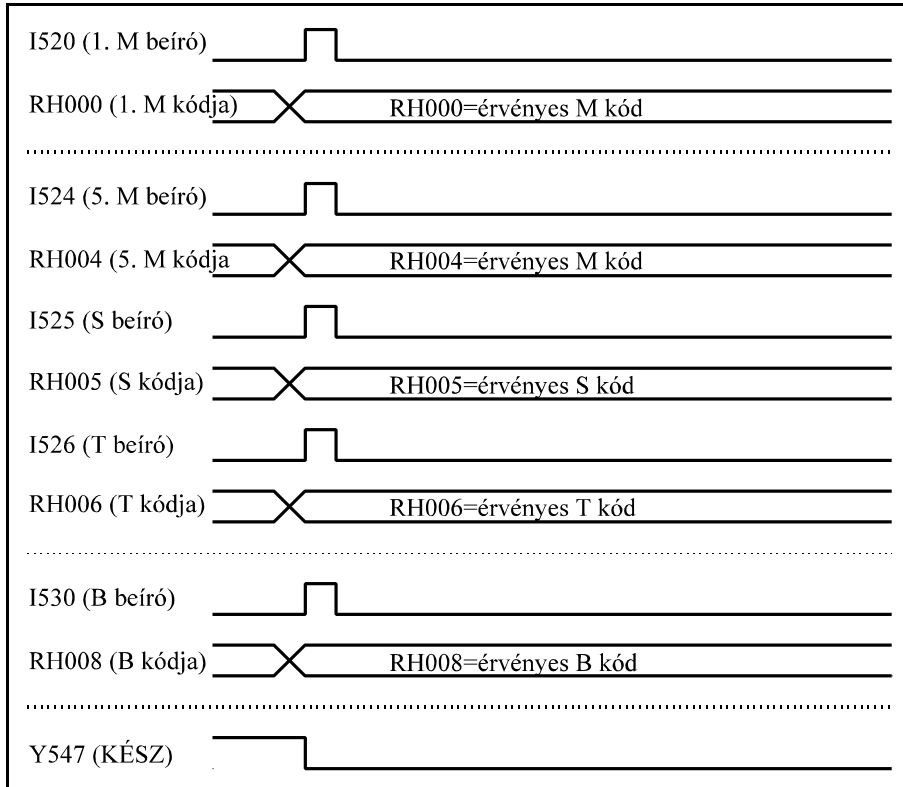 I520 (1. M beíró)
RH000 (1. M kódja)
RH000=érvényes M kód
I524 (5. M beíró)
RH004 (5. M kódja
RH004=érvényes M kód
I525 (S beíró)
RH005 (S kódja)
RH005=érvényes S kód
I526 (T beíró)
RH006 (T kódja)
RH006=érvényes T kód
I530 (B beíró)
RH008 (B kódja)
RH008=érvényes B kód
Y547 (KÉSZ)